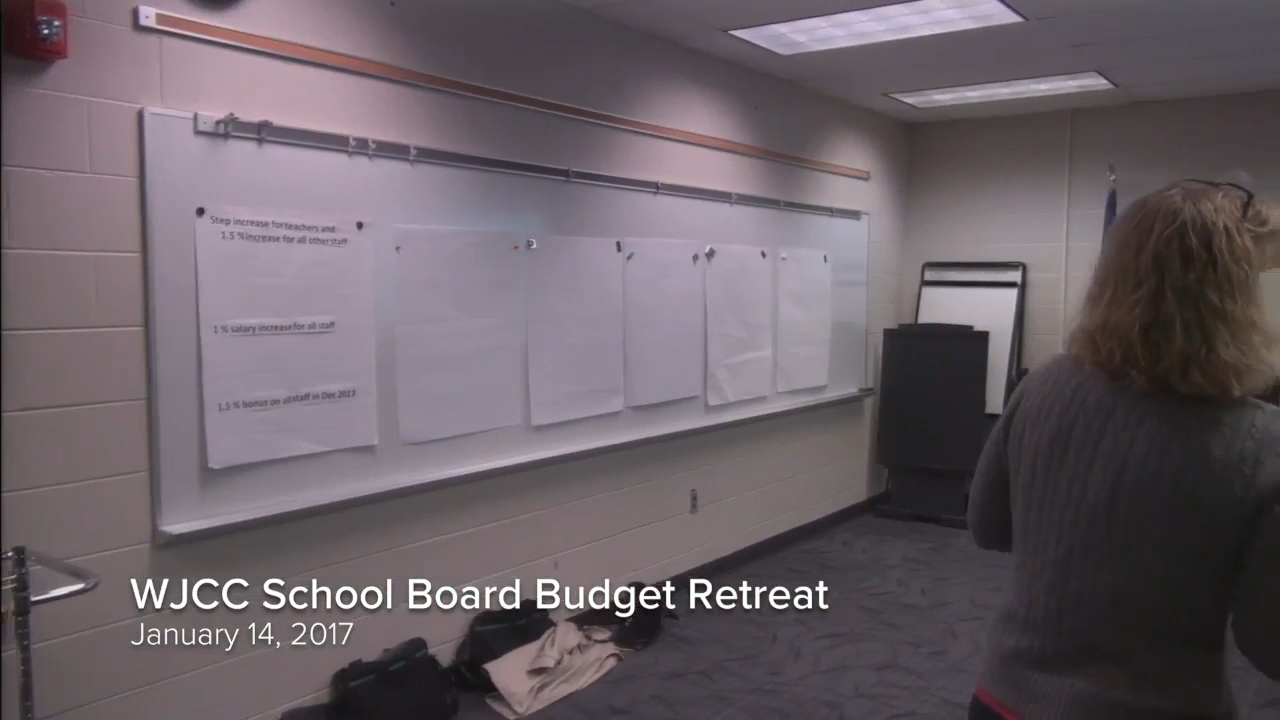 Step increase for teachers and
1.5 % increase for all other staff
1 % salary increase for all staff
1.5 % bonus on all staff in Dec 2017
WJCC School Board Budget Retreat
January 14, 2017